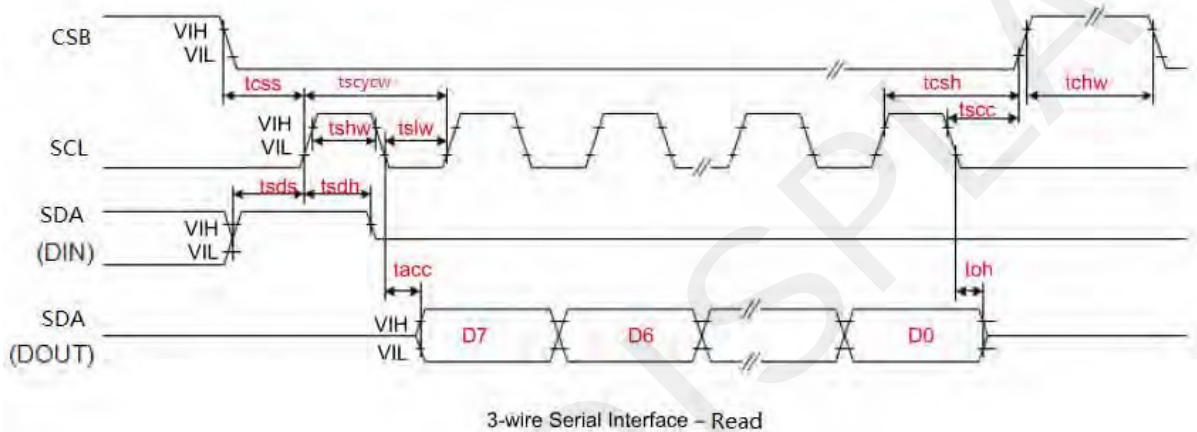 CSB
VIH
VIL
tcss
tscycw
tcsh
tchw
tscc
SCL
VIH
VIL
tshw
tslw
tsds
tsdh
SDA
(DIN)
VIH
VIL
tacc
toh
SDA
(DOUT)
VIH
VIL
D7
D6
D0
3-wire Serial Interface – Read